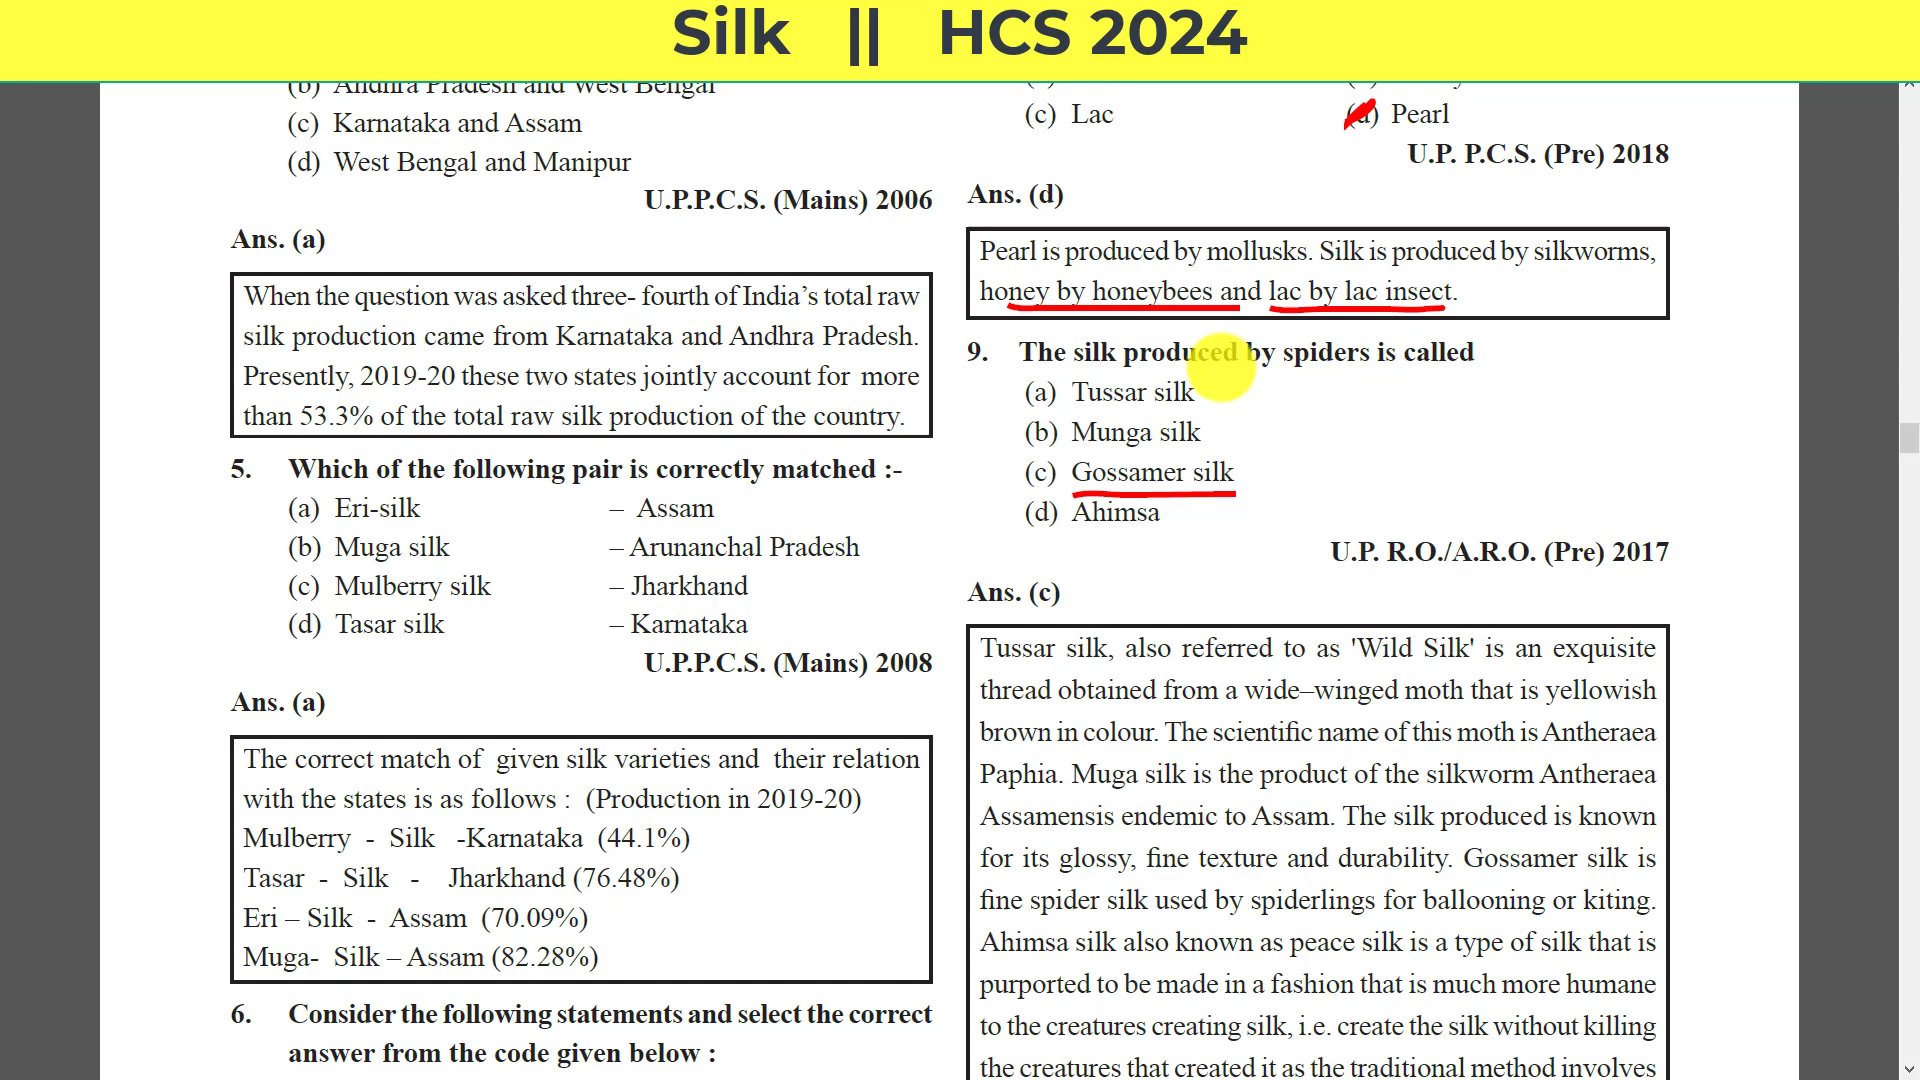 Silk || HCS 2024
(b) Andhra Pradesh and West Bengal
(c) Karnataka and Assam
(d) West Bengal and Manipur
U.P.P.C.S. (Mains) 2006
Ans. (a)
When the question was asked three- fourth of India’s total raw
silk production came from Karnataka and Andhra Pradesh.
Presently, 2019-20 these two states jointly account for more
than 53.3% of the total raw silk production of the country.
5. Which of the following pair is correctly matched :-
(a) Eri-silk – Assam
(b) Muga silk – Arunanchal Pradesh
(c) Mulberry silk – Jharkhand
(d) Tasar silk – Karnataka
U.P.P.C.S. (Mains) 2008
Ans. (a)
The correct match of given silk varieties and their relation
with the states is as follows : (Production in 2019-20)
Mulberry - Silk -Karnataka (44.1%)
Tasar - Silk - Jharkhand (76.48%)
Eri – Silk - Assam (70.09%)
Muga- Silk – Assam (82.28%)
6. Consider the following statements and select the correct
answer from the code given below :
(c) Lac (d) Pearl
U.P. P.C.S. (Pre) 2018
Ans. (d)
Pearl is produced by mollusks. Silk is produced by silkworms,
honey by honeybees and lac by lac insect.
9. The silk produced by spiders is called
(a) Tussar silk
(b) Munga silk
(c) Gossamer silk
(d) Ahimsa
U.P. R.O./A.R.O. (Pre) 2017
Ans. (c)
Tussar silk, also referred to as 'Wild Silk' is an exquisite
thread obtained from a wide–winged moth that is yellowish
brown in colour. The scientific name of this moth is Antheraea
Paphia. Muga silk is the product of the silkworm Antheraea
Assamensis endemic to Assam. The silk produced is known
for its glossy, fine texture and durability. Gossamer silk is
fine spider silk used by spiderlings for ballooning or kiting.
Ahimsa silk also known as peace silk is a type of silk that is
purported to be made in a fashion that is much more humane
to the creatures creating silk, i.e. create the silk without killing
the creatures that created it as the traditional method involves